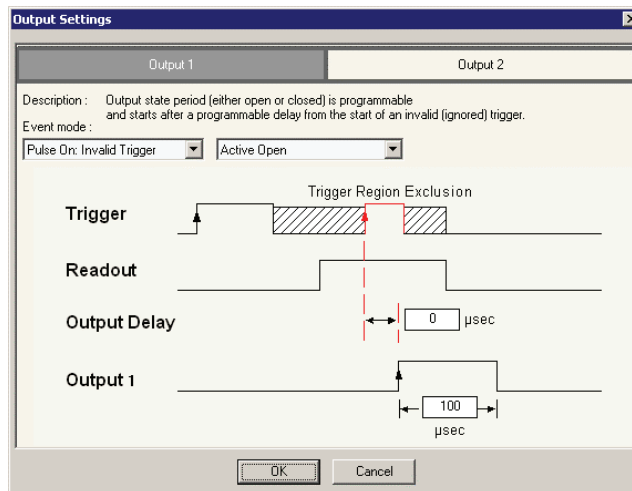 Output Settings
Output 1
Output 2
Description : Output state period (either open or closed) is programmable
and starts after a programmable delay from the start of an invalid (ignored) trigger.
Event mode :
Pulse On: Invalid Trigger
Active Open
Trigger Region Exclusion
Trigger
Readout
Output Delay
0 µsec
Output 1
100
µsec
OK
Cancel